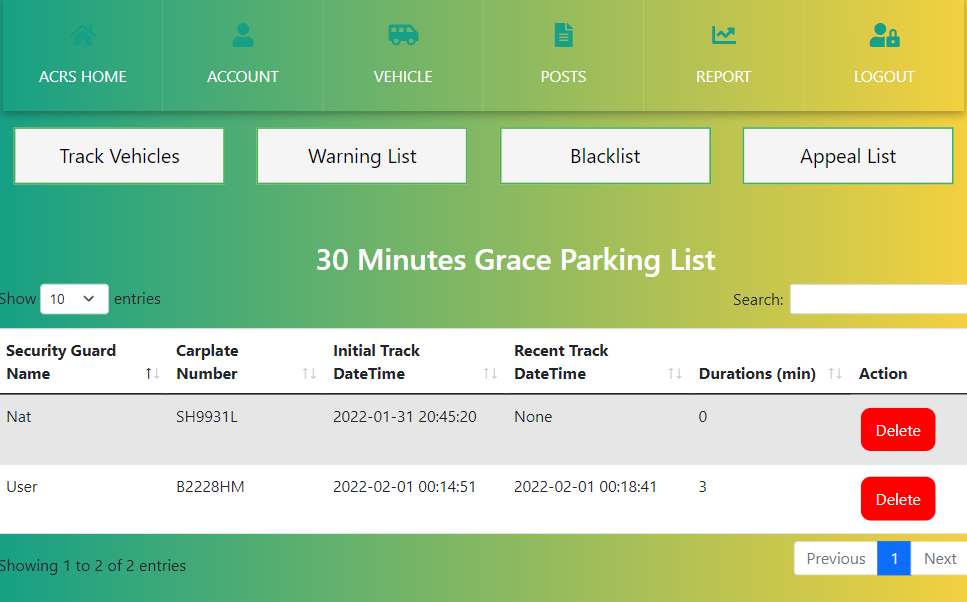 ACRS HOME ACCOUNT VEHICLE POSTS REPORT LOGOUT
Track Vehicles Warning List Blacklist Appeal List
30 Minutes Grace Parking List
Show 10 entries Search:
Security Guard Name Carplate Number Initial Track DateTime Recent Track DateTime Durations (min) Action
Nat SH9931L 2022-01-31 20:45:20 None 0 Delete
User B2228HM 2022-02-01 00:14:51 2022-02-01 00:18:41 3 Delete
Showing 1 to 2 of 2 entries Previous 1 Next